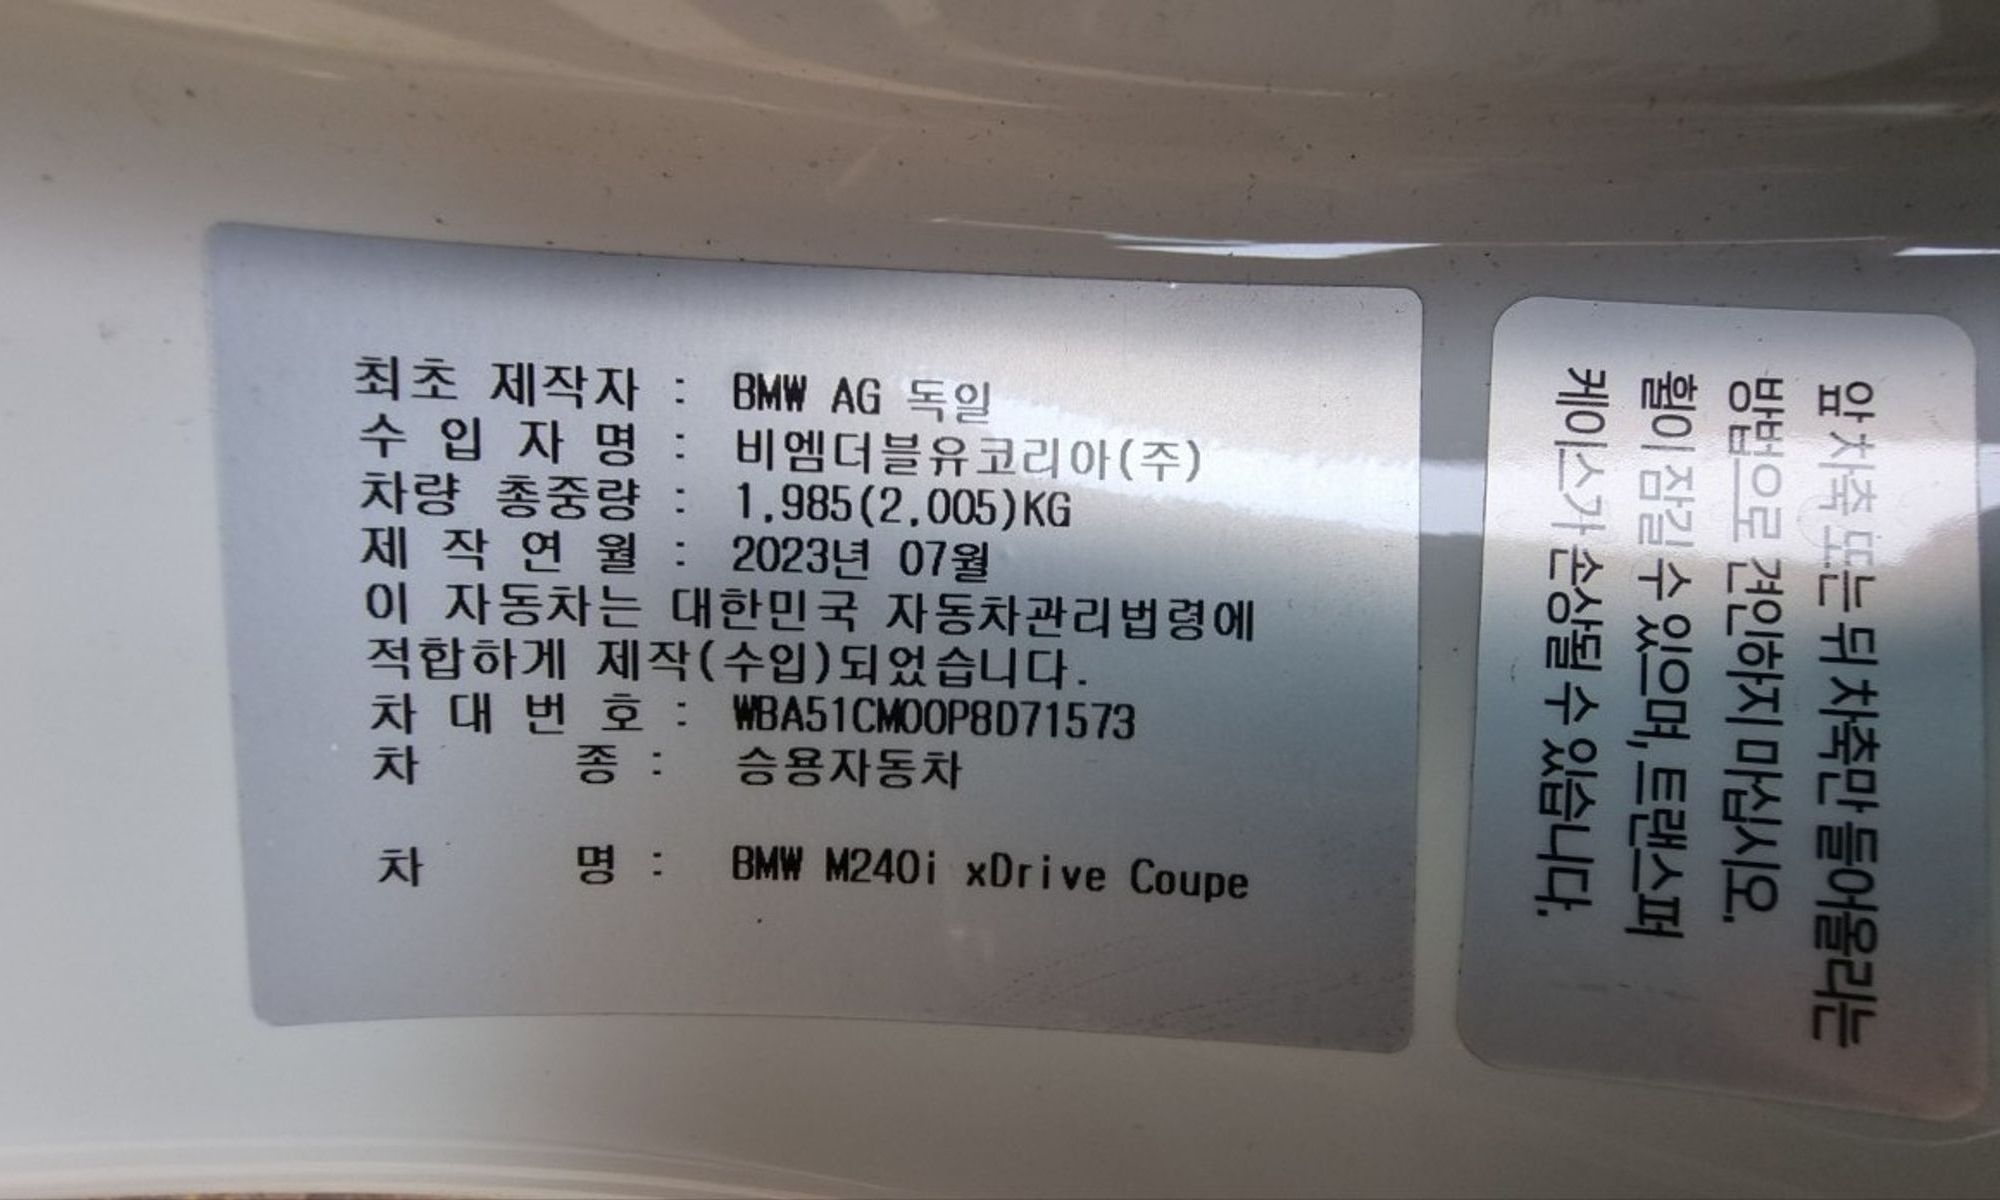 최초 제작자 : BMW AG 독일
수 입 자 명 : 비엠더블유코리아(주)
차량 총중량 : 1,985(2,005)KG
제 작 연 월 : 2023년 07월
이 자동차는 대한민국 자동차관리법령에
적합하게 제작(수입)되었습니다.
차 대 번 호 : WBA51CM00P8D71573
차 종 : 승용자동차
차 명 : BMW M240i xDrive Coupe
앞 차축 또는 뒤 차축만 들어올리는
방법으로 견인하지 마십시오.
휠이 잠길 수 있으며, 트랜스퍼
케이스가 손상될 수 있습니다.